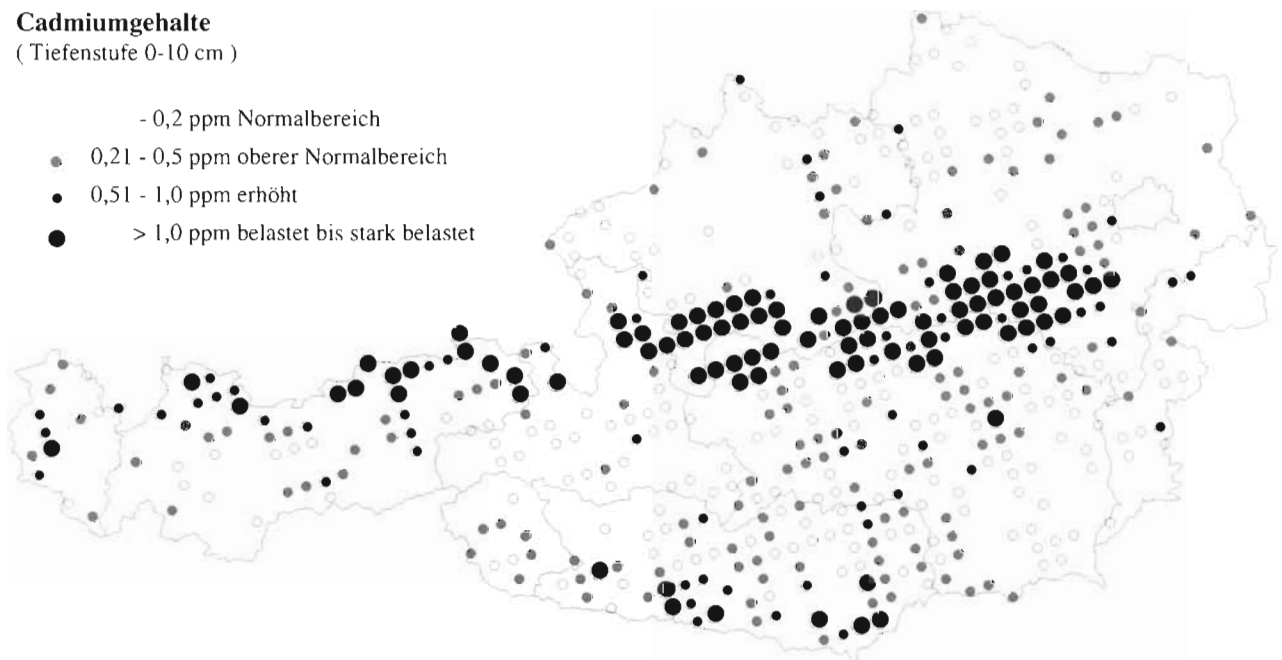 Cadmiumgehalte
( Tiefenstufe 0-10 cm )
- 0,2 ppm Normalbereich
0,21 - 0,5 ppm oberer Normalbereich
0,51 - 1,0 ppm erhöht
> 1,0 ppm belastet bis stark belastet